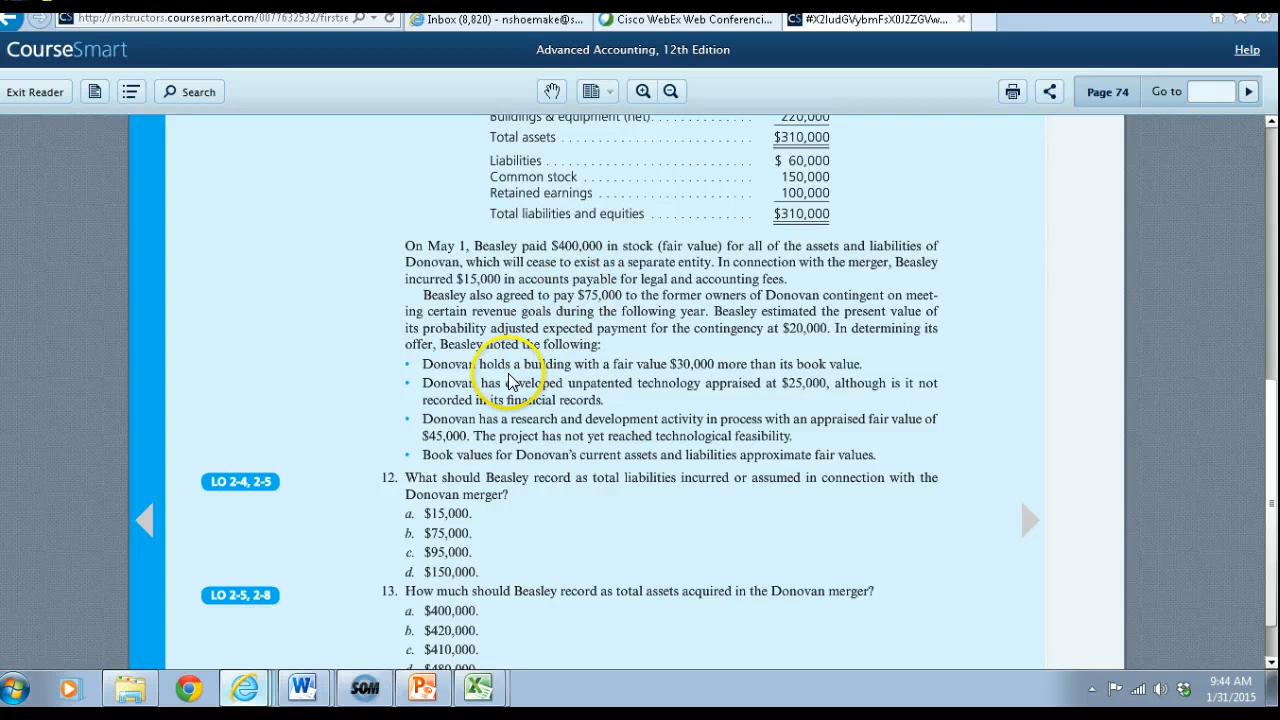 http://instructors.coursesmart.com/0077632532/firstse
Inbox (8,820) - nshoemake@s...
Cisco WebEx Web Conferenci...
CS #X2ludGVybmFsX0J2ZGVw...
CourseSmart
Advanced Accounting, 12th Edition
Help
Exit Reader
Search
Page 74
Go to
Buildings & equipment (net) . . . . . . . . . . . . . 220,000
Total assets . . . . . . . . . . . . . . . . . . . . . . . . . $310,000
Liabilities . . . . . . . . . . . . . . . . . . . . . . . . . . . $ 60,000
Common stock . . . . . . . . . . . . . . . . . . . . . . . 150,000
Retained earnings . . . . . . . . . . . . . . . . . . . . . 100,000
Total liabilities and equities . . . . . . . . . . . . . $310,000
On May 1, Beasley paid $400,000 in stock (fair value) for all of the assets and liabilities of
Donovan, which will cease to exist as a separate entity. In connection with the merger, Beasley
incurred $15,000 in accounts payable for legal and accounting fees.
Beasley also agreed to pay $75,000 to the former owners of Donovan contingent on meet-
ing certain revenue goals during the following year. Beasley estimated the present value of
its probability adjusted expected payment for the contingency at $20,000. In determining its
offer, Beasley noted the following:
• Donovan holds a building with a fair value $30,000 more than its book value.
• Donovan has developed unpatented technology appraised at $25,000, although is it not
recorded in its financial records.
• Donovan has a research and development activity in process with an appraised fair value of
$45,000. The project has not yet reached technological feasibility.
• Book values for Donovan's current assets and liabilities approximate fair values.
LO 2-4, 2-5
12. What should Beasley record as total liabilities incurred or assumed in connection with the
Donovan merger?
a. $15,000.
b. $75,000.
c. $95,000.
d. $150,000.
LO 2-5, 2-8
13. How much should Beasley record as total assets acquired in the Donovan merger?
a. $400,000.
b. $420,000.
c. $410,000.
d. $480,000.
SOM
9:44 AM
1/31/2015